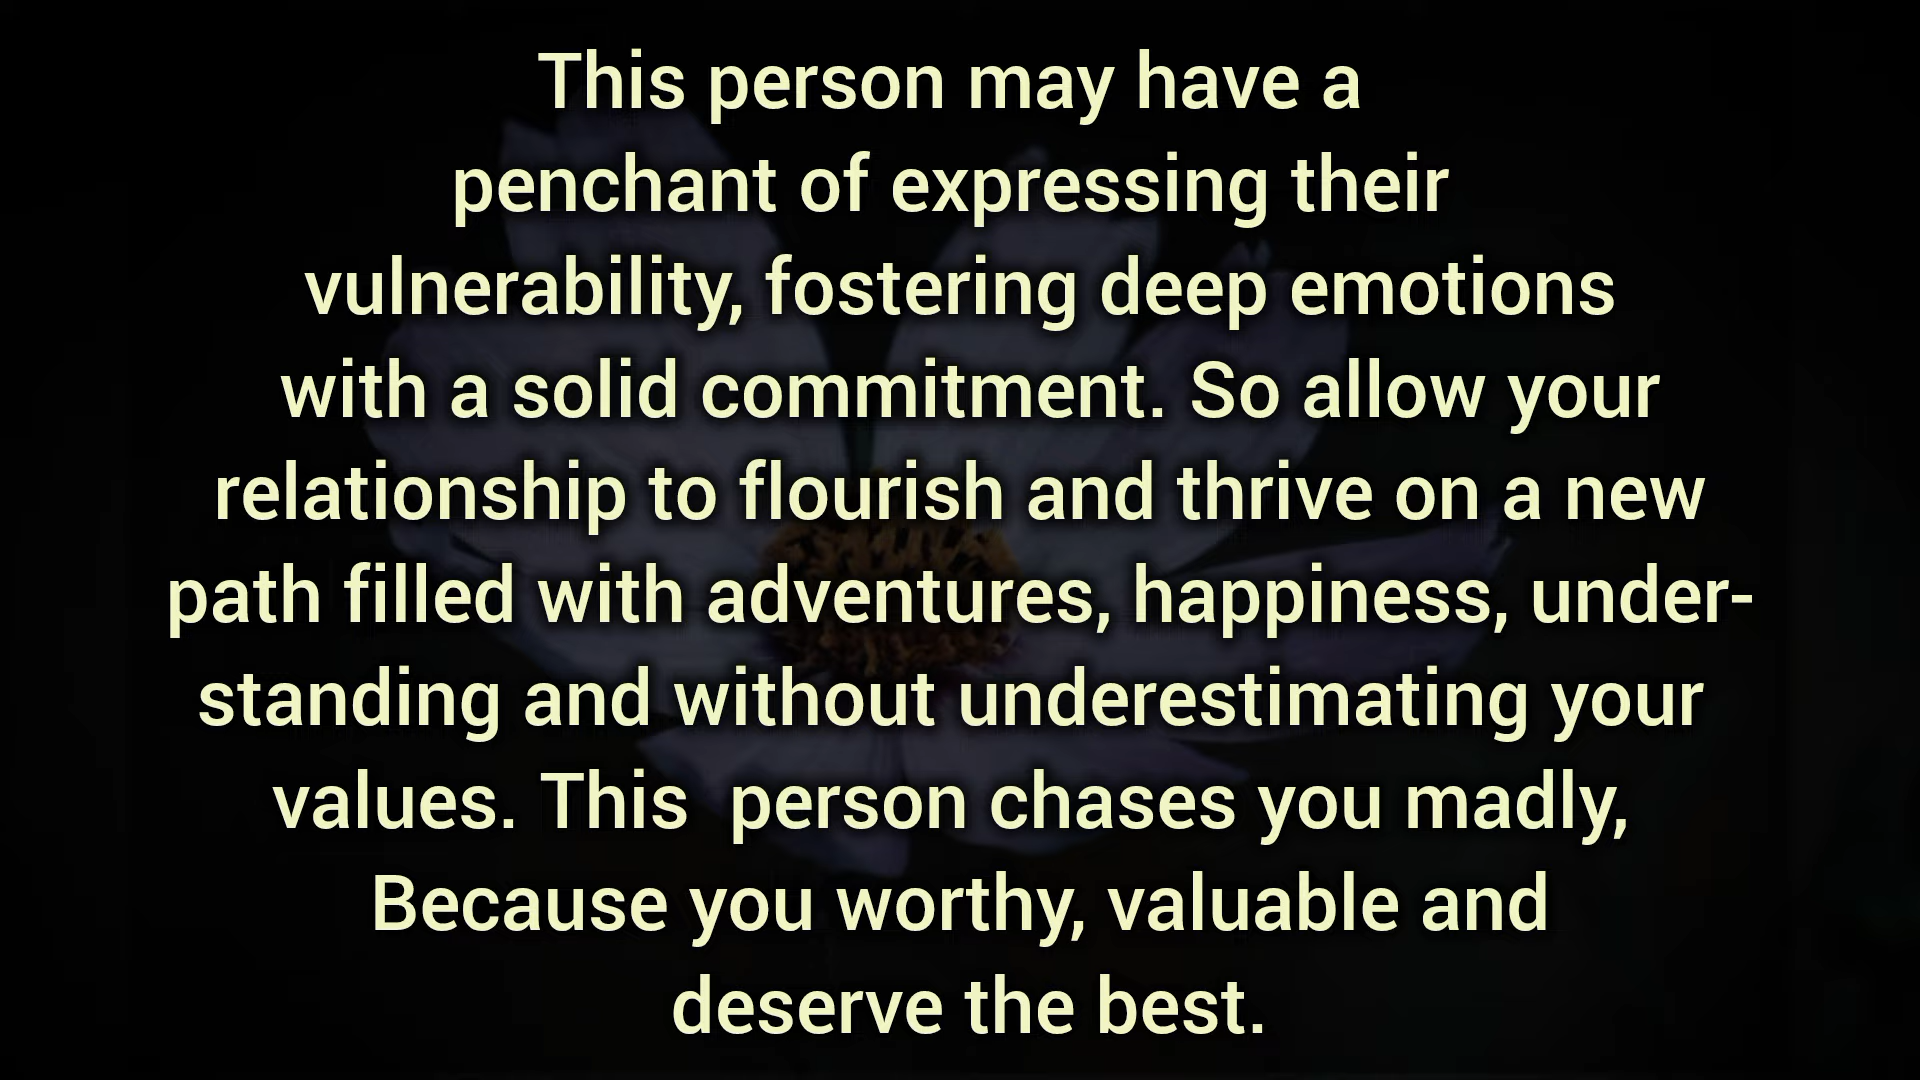 This person may have a
penchant of expressing their
vulnerability, fostering deep emotions
with a solid commitment. So allow your
relationship to flourish and thrive on a new
path filled with adventures, happiness, under-
standing and without underestimating your
values. This  person chases you madly,
Because you worthy, valuable and
deserve the best.